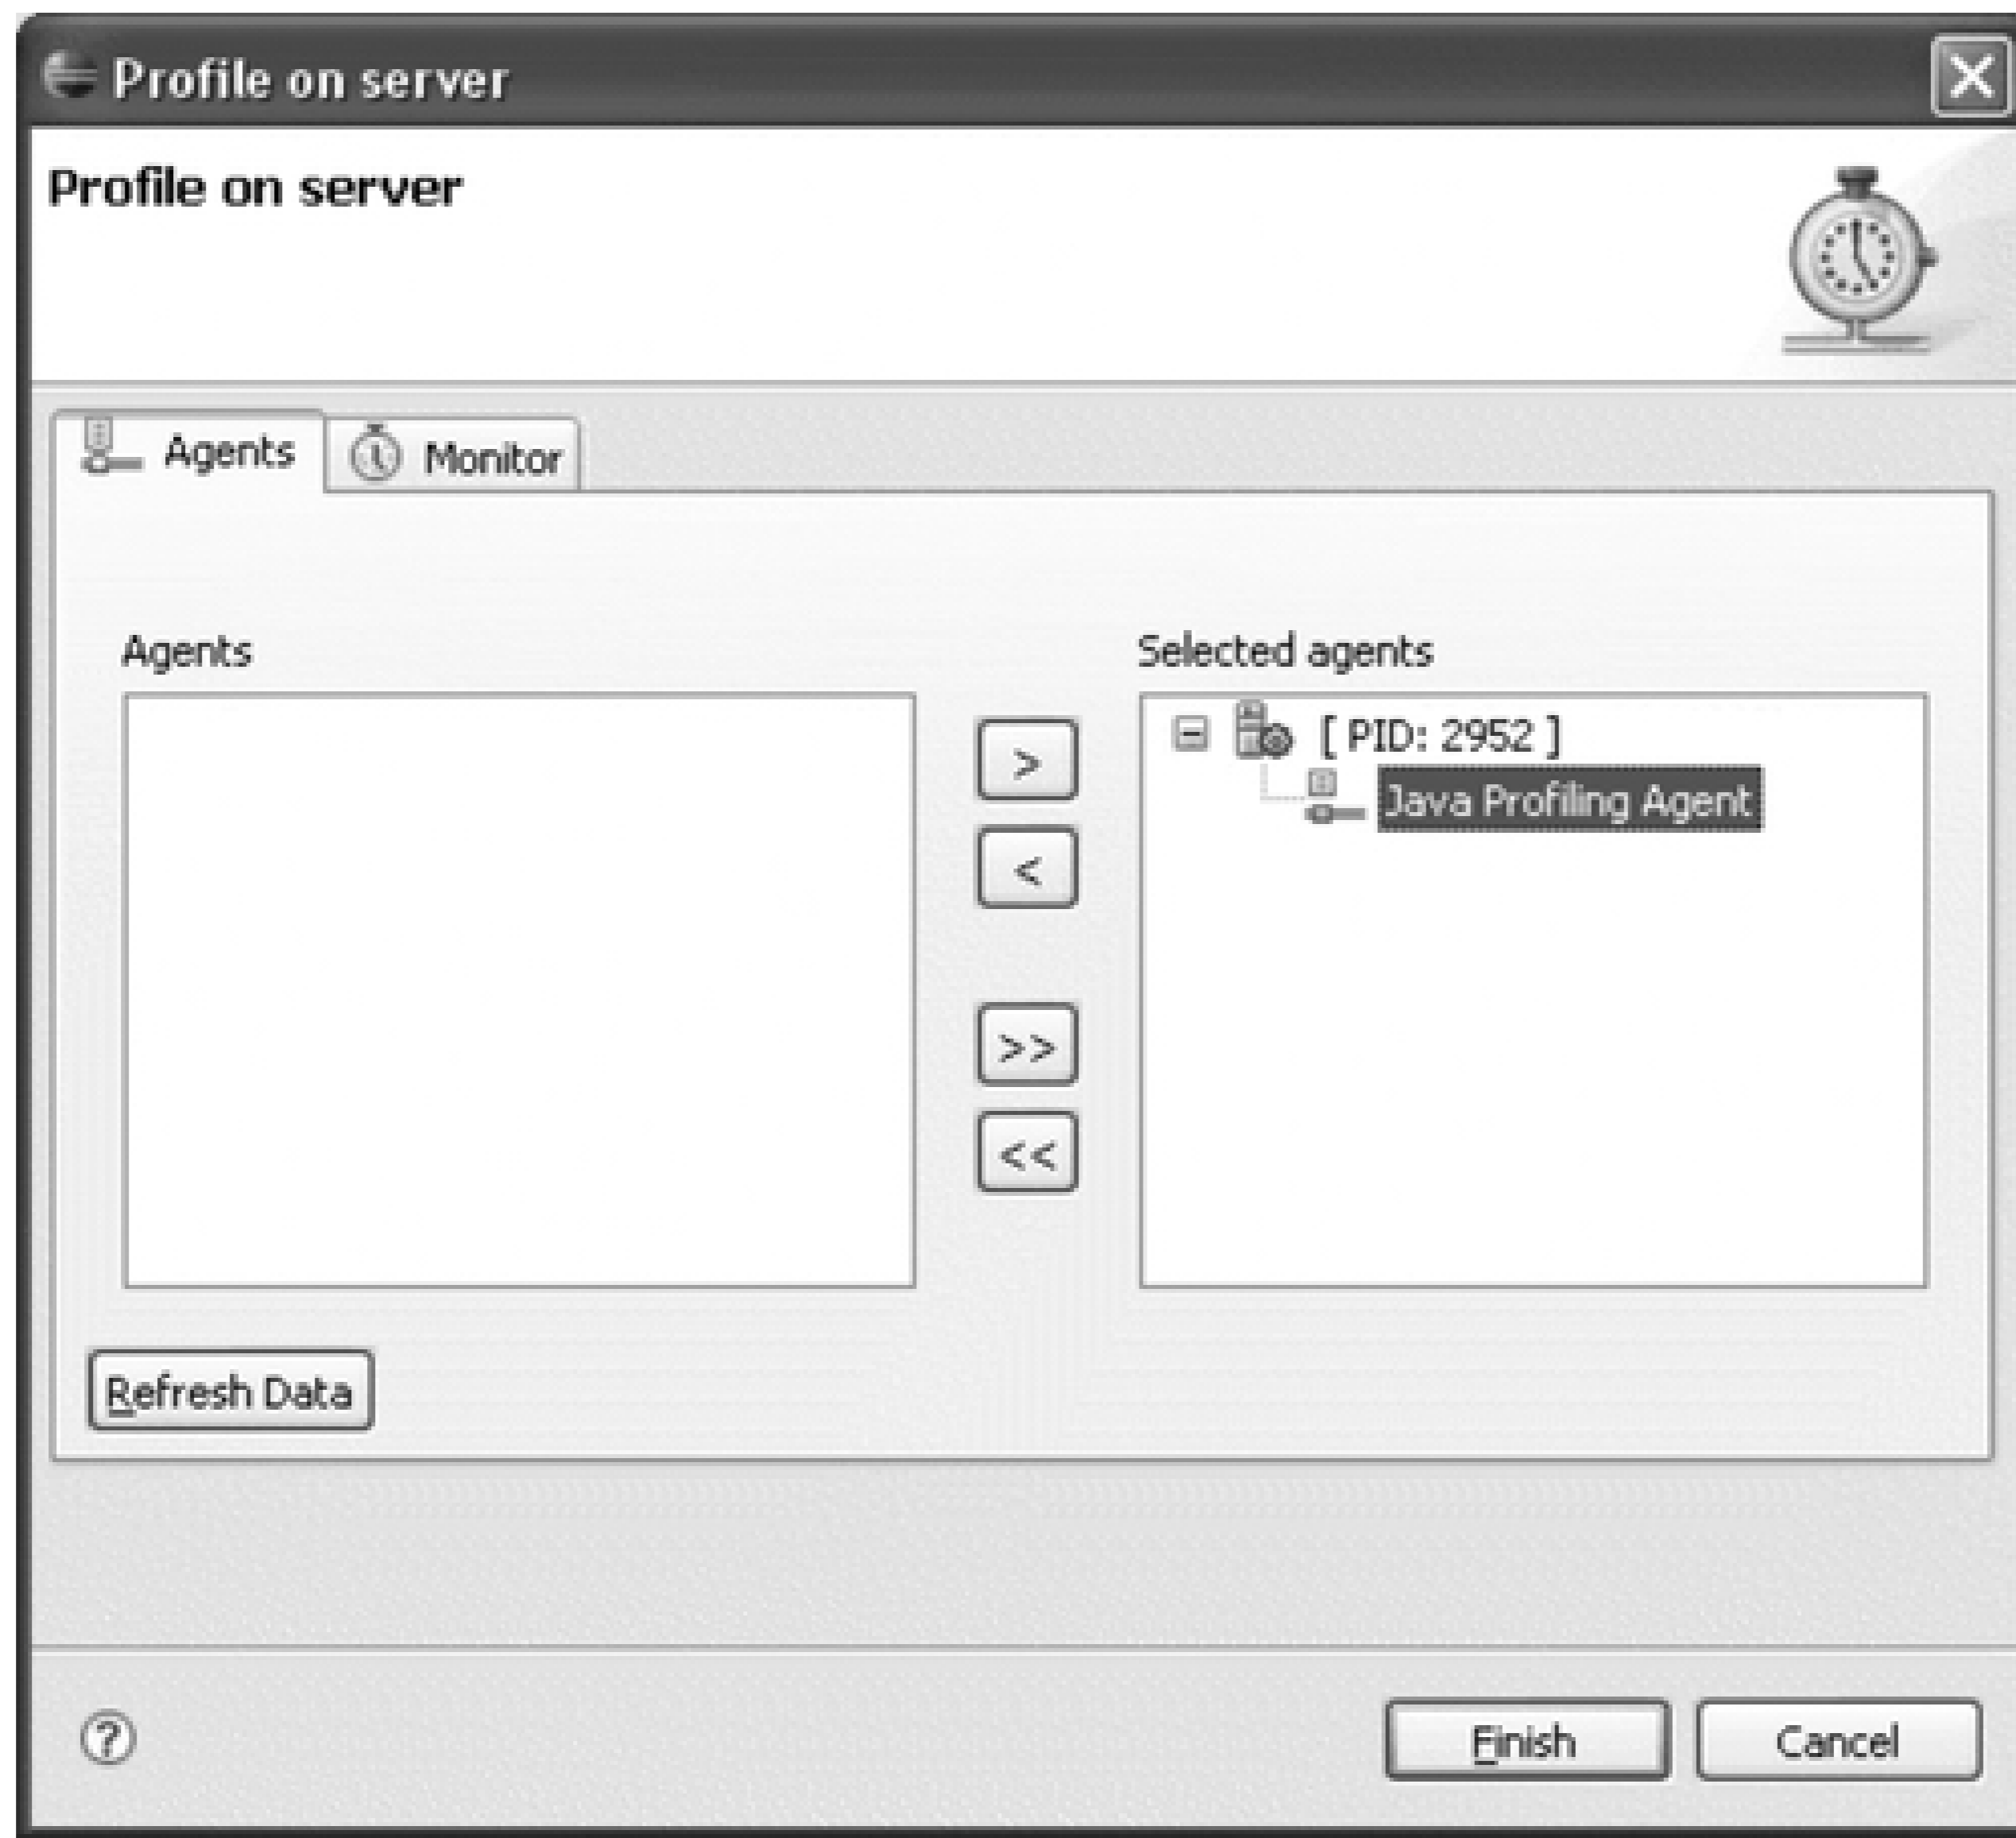 Profile on server
Profile on server
Agents
Monitor
Agents
Selected agents
>
<
>>
<<
[ PID: 2952 ]
Java Profiling Agent
Refresh Data
?
Finish
Cancel